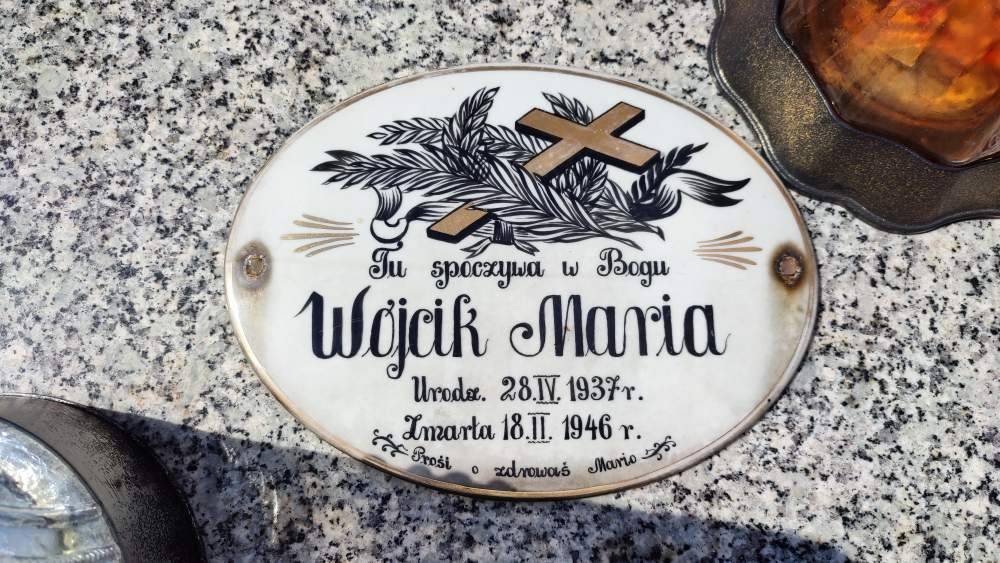 Tu spoczywa w Bogu
Wójcik Maria
Urodz. 28.IV. 1937 r.
Zmarła 18.II. 1946 r.
Prosi o zdrowaś Mario